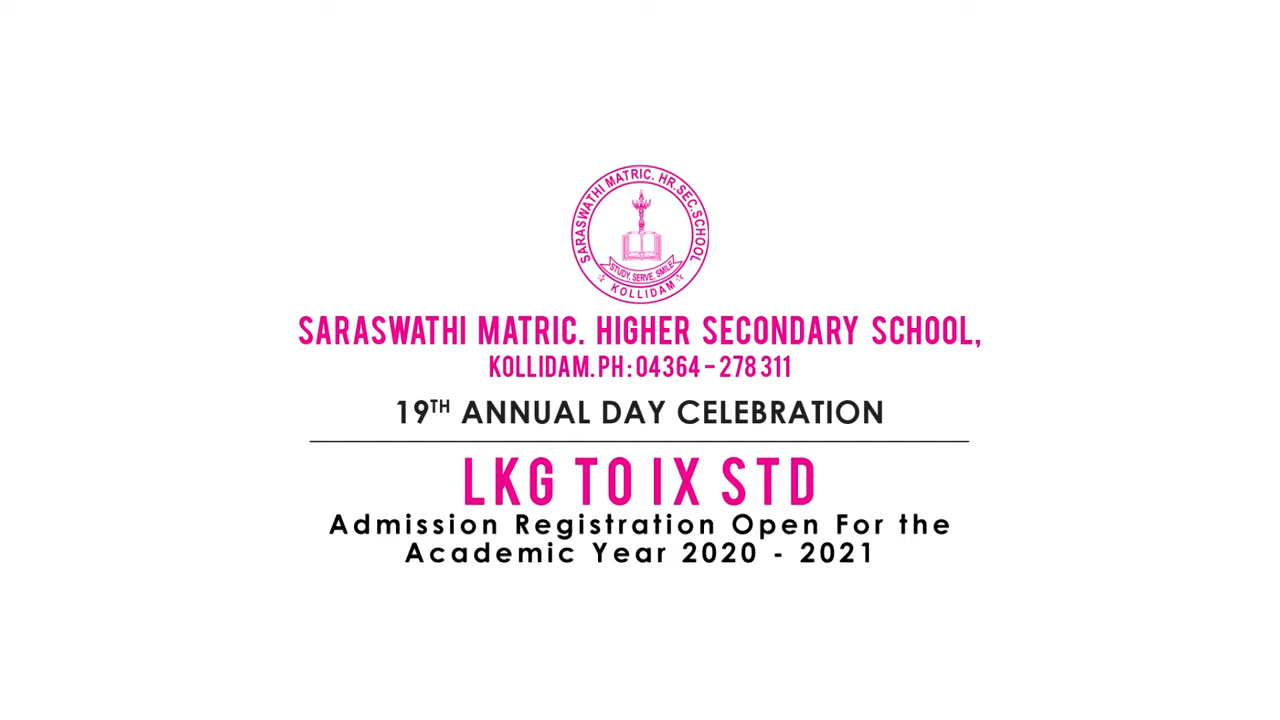 SARASWATHI MATRIC. HR.SEC.SCHOOL
STUDY, SERVE, SMILE
KOLLIDAM
SARASWATHI MATRIC. HIGHER SECONDARY SCHOOL,
KOLLIDAM. PH : 04364 – 278 311
19TH ANNUAL DAY CELEBRATION
LKG TO IX STD
Admission Registration Open For the
Academic Year 2020 - 2021